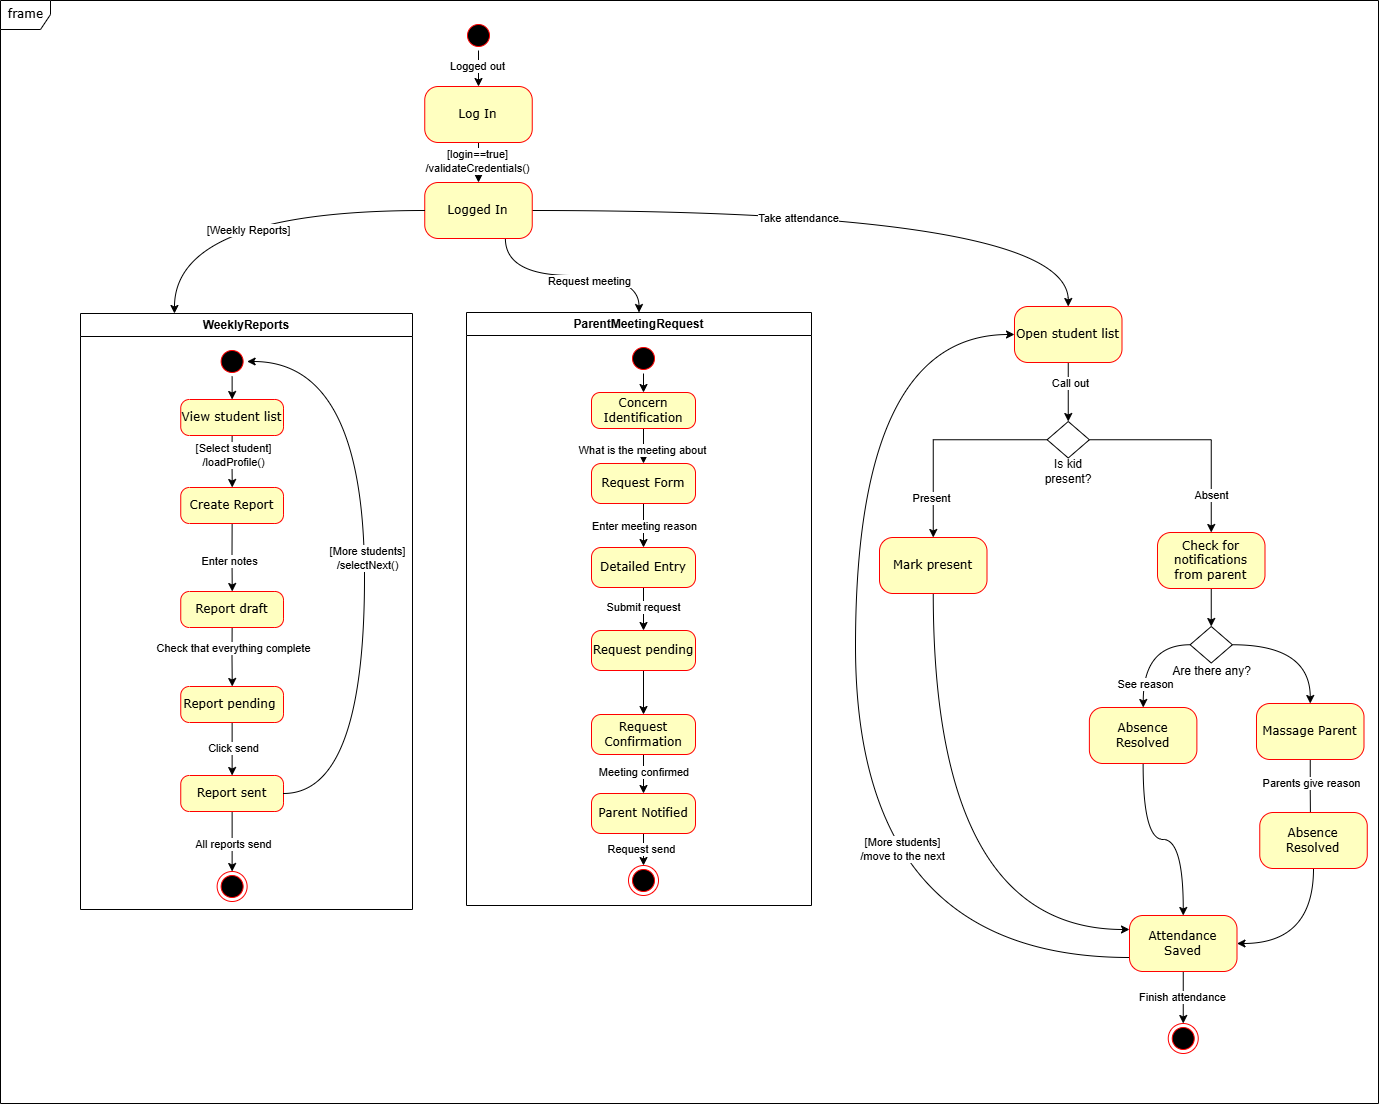 frame
Logged out
Log In
[login==true]
/validateCredentials()
Logged In
[Weekly Reports]
Request meeting
Take attendance
WeeklyReports
View student list
[Select student]
/loadProfile()
Create Report
Enter notes
Report draft
Check that everything complete
Report pending
Click send
Report sent
All reports send
[More students]
/selectNext()
ParentMeetingRequest
Concern
Identification
What is the meeting about
Request Form
Enter meeting reason
Detailed Entry
Submit request
Request pending
Request
Confirmation
Meeting confirmed
Parent Notified
Request send
Open student list
Call out
Is kid
present?
Present
Absent
Mark present
Check for
notifications
from parent
Are there any?
See reason
Absence
Resolved
Massage Parent
Parents give reason
Absence
Resolved
[More students]
/move to the next
Attendance
Saved
Finish attendance